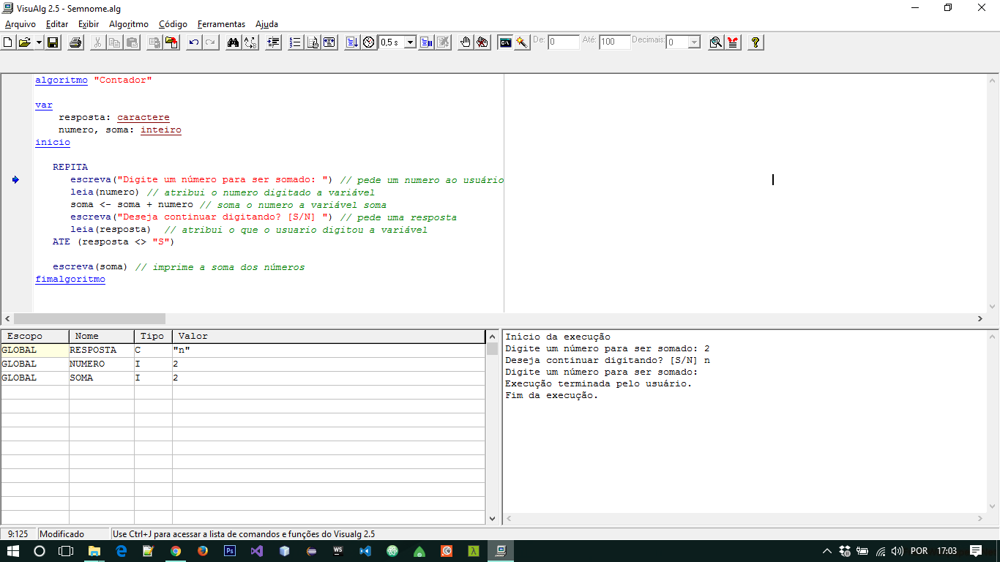 VisuAlg 2.5 - Semnome.alg
Arquivo Editar Exibir Algoritmo Código Ferramentas Ajuda
0,5 s De: 0 Até: 100 Decimais: 0
algoritmo "Contador"
var
resposta: caractere
numero, soma: inteiro
inicio
REPITA
escreva("Digite um número para ser somado: ") // pede um numero ao usuário
leia(numero) // atribui o numero digitado a variável
soma <- soma + numero // soma o numero a variável soma
escreva("Deseja continuar digitando? [S/N] ") // pede uma resposta
leia(resposta) // atribui o que o usuario digitou a variável
ATE (resposta <> "S")
escreva(soma) // imprime a soma dos números
fimalgoritmo
Escopo Nome Tipo Valor
GLOBAL RESPOSTA C "n"
GLOBAL NUMERO I 2
GLOBAL SOMA I 2
Início da execução
Digite um número para ser somado: 2
Deseja continuar digitando? [S/N] n
Digite um número para ser somado:
Execução terminada pelo usuário.
Fim da execução.
9:125 Modificado Use Ctrl+J para acessar a lista de comandos e funções do Visualg 2.5
Ps WS POR 17:03